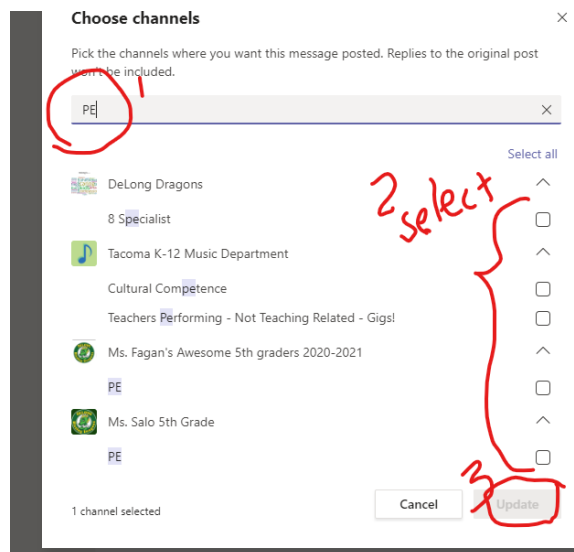 Choose channels
Pick the channels where you want this message posted. Replies to the original post
won't be included.
1
PE
Select all
DeLong Dragons
2 select
8 Specialist
Tacoma K-12 Music Department
Cultural Competence
Teachers Performing - Not Teaching Related - Gigs!
Ms. Fagan's Awesome 5th graders 2020-2021
PE
Ms. Salo 5th Grade
PE
3
1 channel selected
Cancel
Update